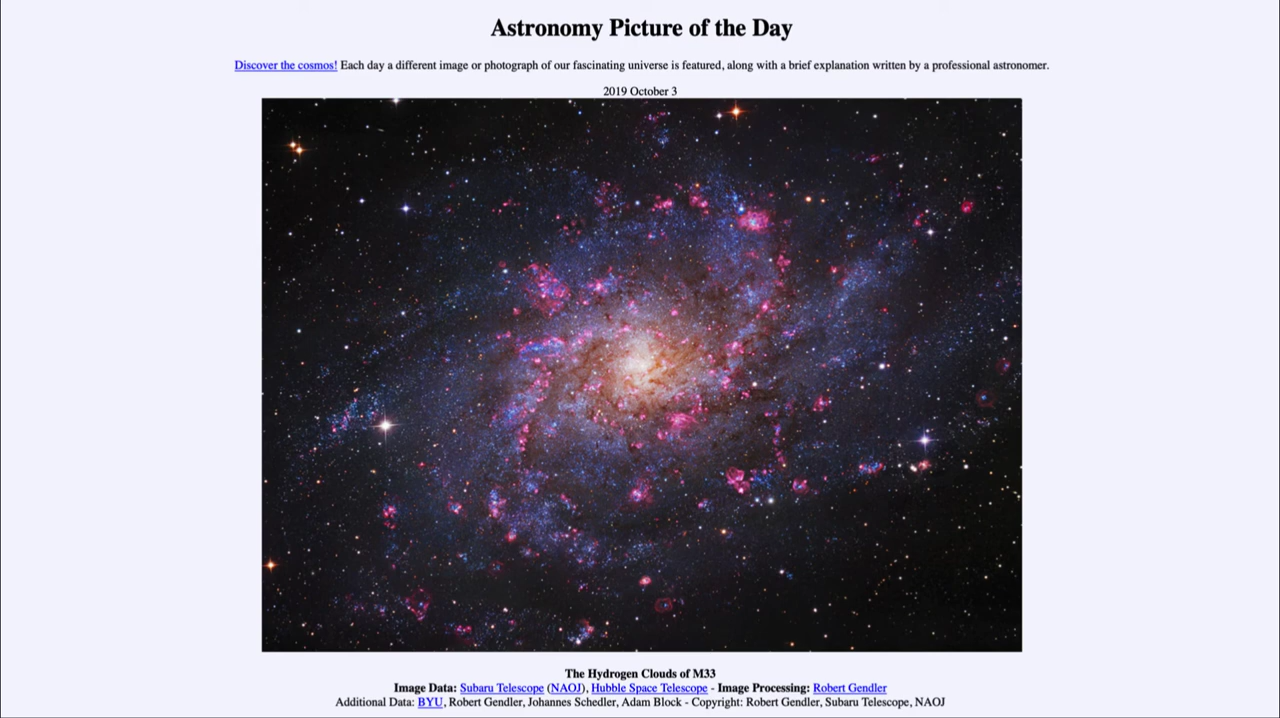 Astronomy Picture of the Day
Discover the cosmos! Each day a different image or photograph of our fascinating universe is featured, along with a brief explanation written by a professional astronomer.
2019 October 3
The Hydrogen Clouds of M33
Image Data: Subaru Telescope (NAOJ), Hubble Space Telescope - Image Processing: Robert Gendler
Additional Data: BYU, Robert Gendler, Johannes Schedler, Adam Block - Copyright: Robert Gendler, Subaru Telescope, NAOJ